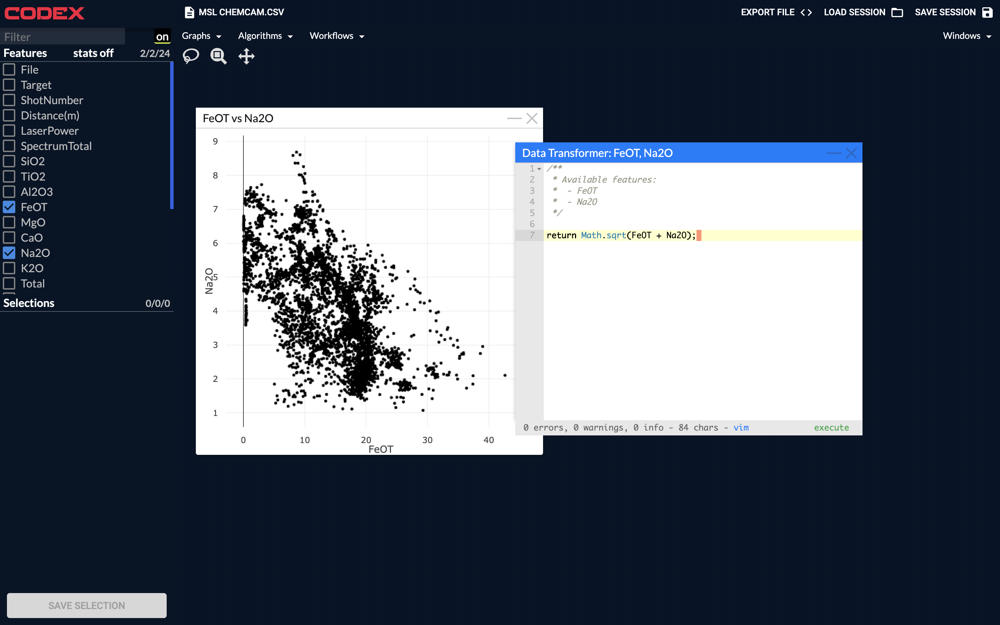 CODEX
MSL CHEMCAM.CSV
EXPORT FILE
LOAD SESSION
SAVE SESSION
Filter
on
Graphs
Algorithms
Workflows
Windows
Features
stats off
2/2/24
File
Target
ShotNumber
Distance(m)
LaserPower
SpectrumTotal
SiO2
TiO2
Al2O3
FeOT
MgO
CaO
Na2O
K2O
Total
Selections
0/0/0
SAVE SELECTION
FeOT vs Na2O
9
8
7
6
5
4
3
2
1
Na2O
0 10 20 30 40
FeOT
Data Transformer: FeOT, Na2O
1 /**
2 * Available features:
3 * - FeOT
4 * - Na2O
5 */
6
7 return Math.sqrt(FeOT + Na2O);
0 errors, 0 warnings, 0 info - 84 chars - vim
execute